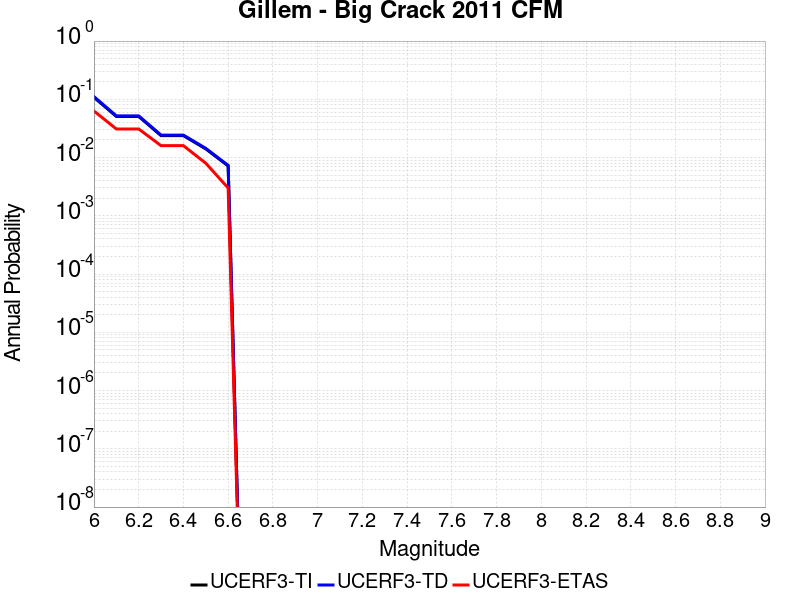 Gillem - Big Crack 2011 CFM
10^0
10^-1
10^-2
10^-3
10^-4
10^-5
10^-6
10^-7
10^-8
Annual Probability
6 6.2 6.4 6.6 6.8 7 7.2 7.4 7.6 7.8 8 8.2 8.4 8.6 8.8 9
Magnitude
UCERF3-TI UCERF3-TD UCERF3-ETAS